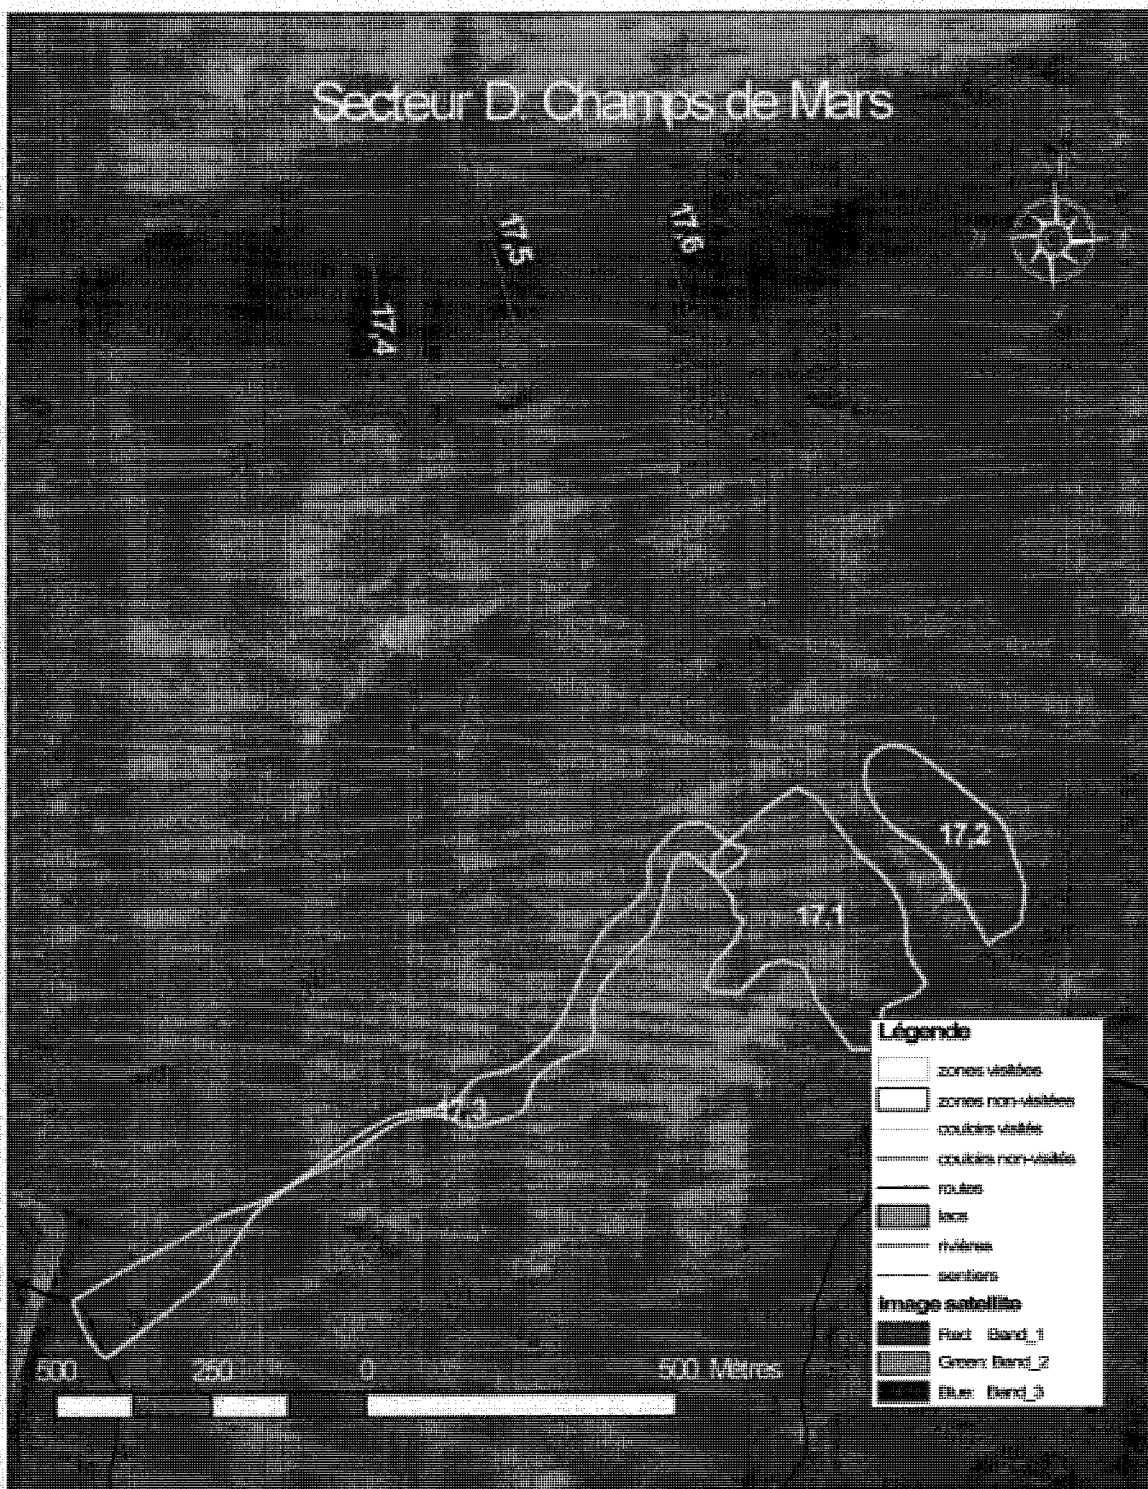 Secteur D: Champs de Mars
17,5
17,6
17,4
17,2
17,1
17,3
Légende
zones visitées
zones non-visitées
couloirs visités
couloirs non-visités
routes
lacs
rivières
sentiers
Image satellite
Red: Band_1
Green: Band_2
Blue: Band_3
500 250 0 500 Mètres